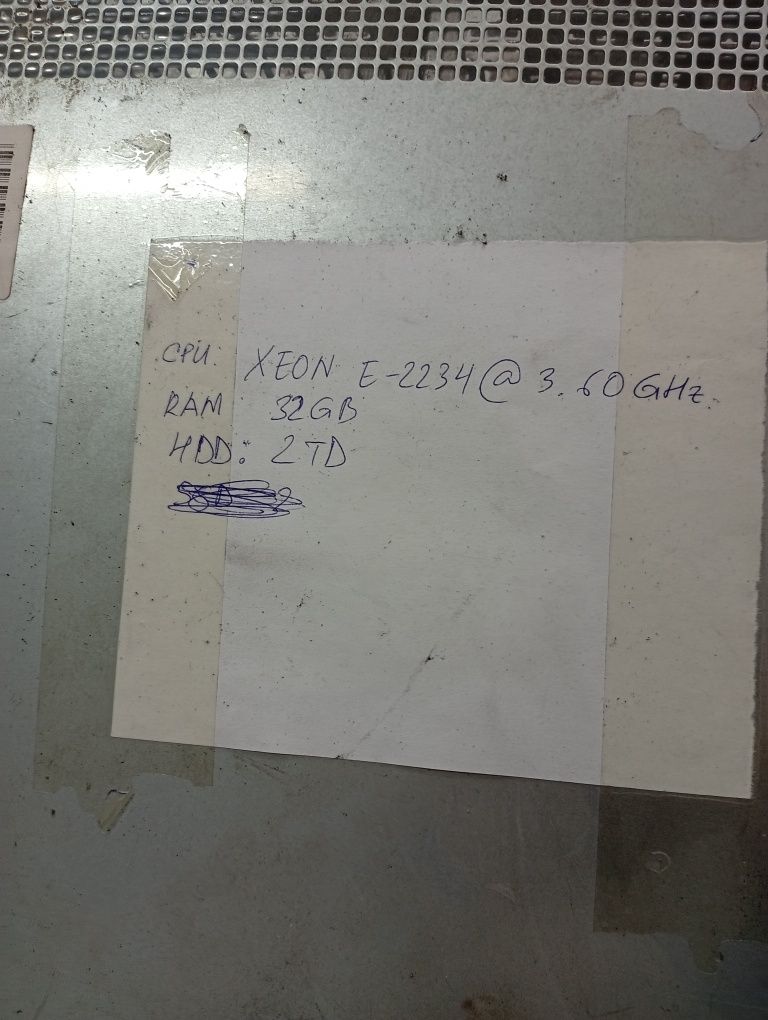 CPU: XEON E-2234 @ 3.60GHz
RAM 32GB
HDD: 2TD